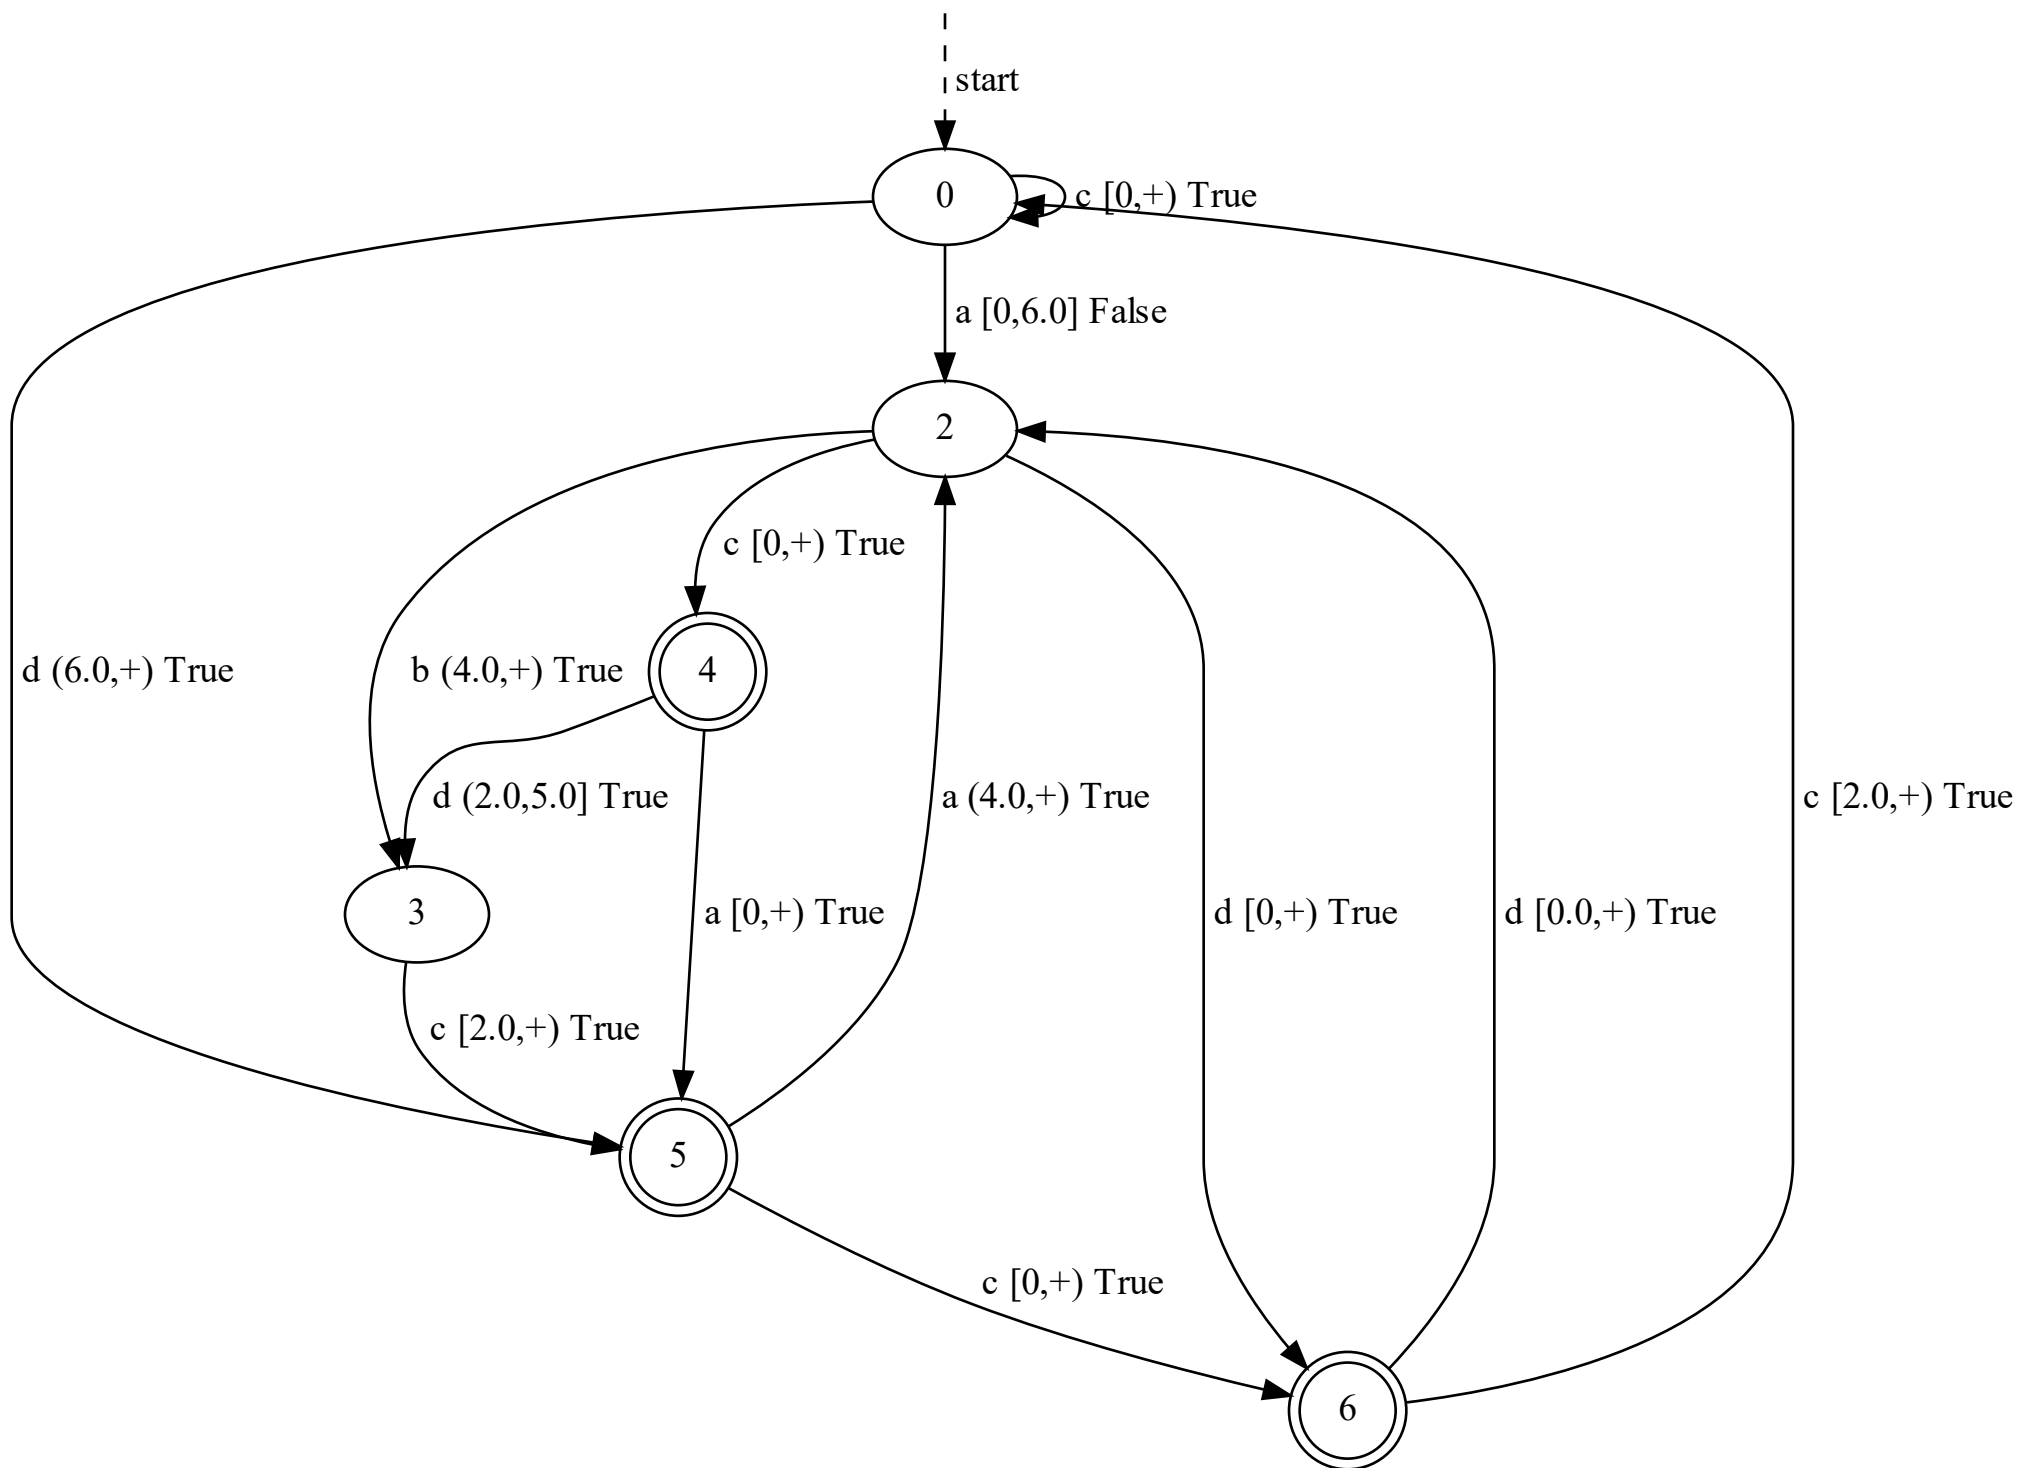 start
0
c [0,+) True
a [0,6.0] False
2
c [0,+) True
d (6.0,+) True
b (4.0,+) True
4
d (2.0,5.0] True
a (4.0,+) True
c [2.0,+) True
3
a [0,+) True
d [0,+) True
d [0.0,+) True
c [2.0,+) True
5
c [0,+) True
6